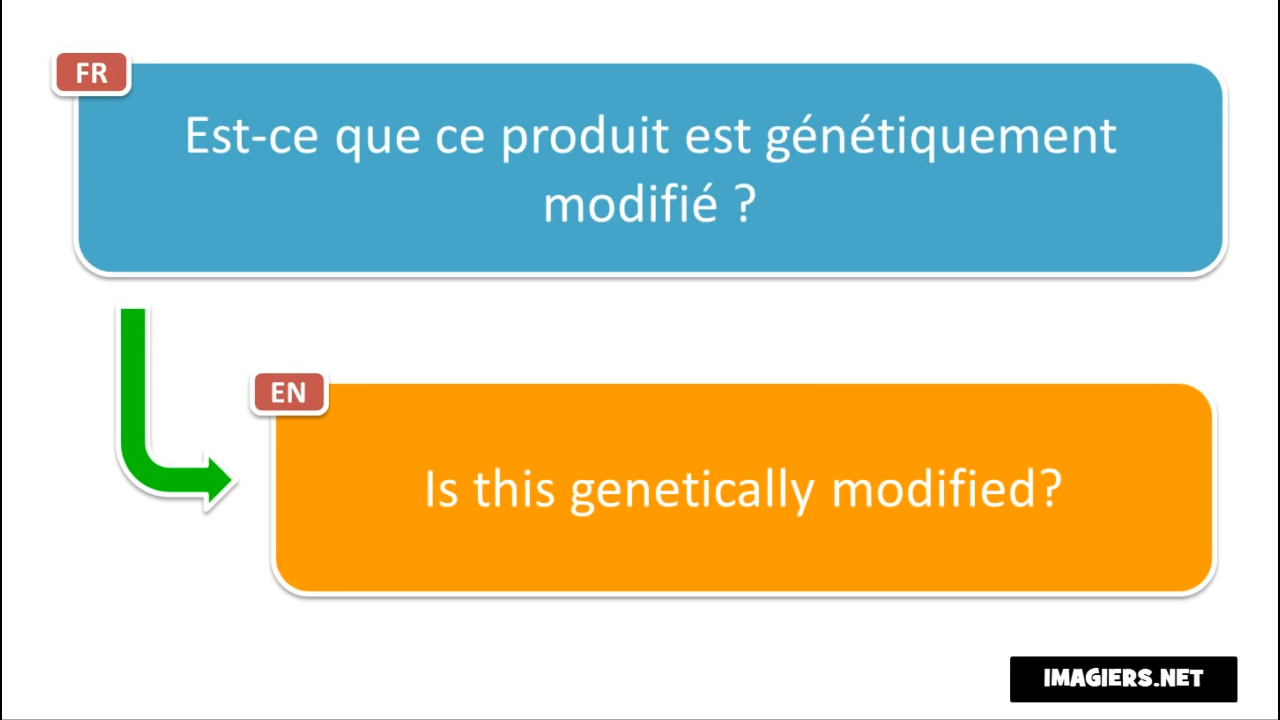 FR
Est-ce que ce produit est génétiquement
modifié ?
EN
Is this genetically modified?
IMAGIERS.NET